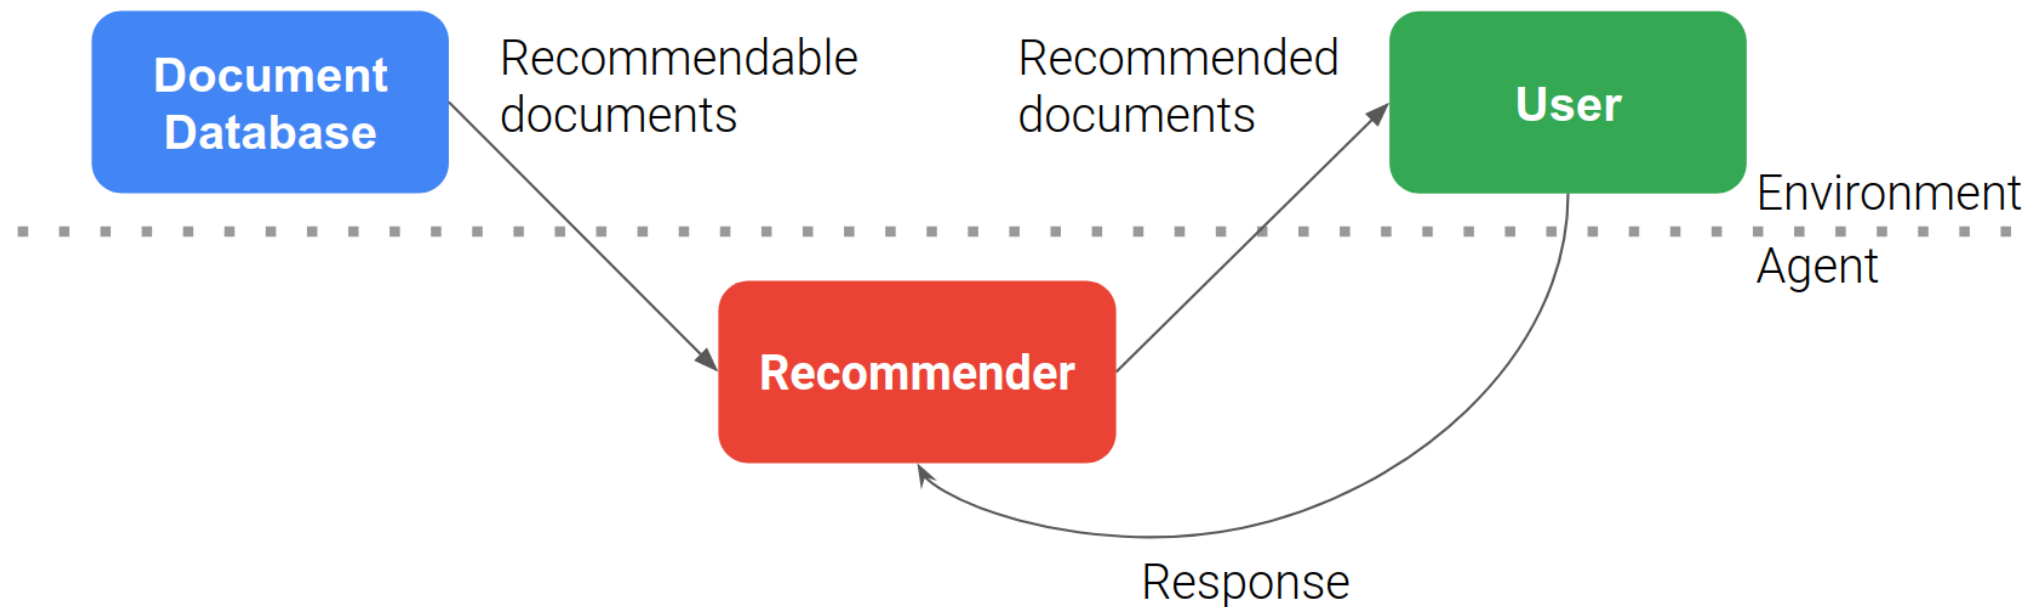 Document
Database
Recommendable
documents
Recommended
documents
User
Environment
Agent
Recommender
Response